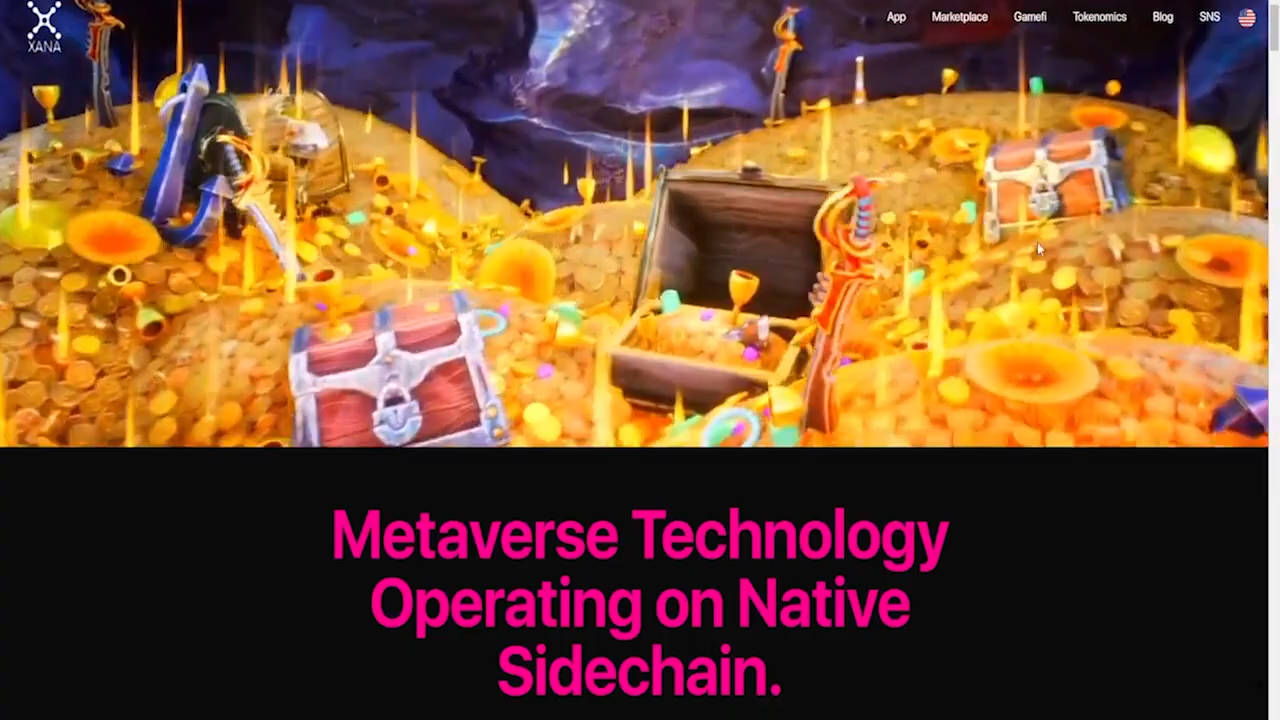 XANA
App Marketplace Gamefi Tokenomics Blog SNS
Metaverse Technology
Operating on Native
Sidechain.